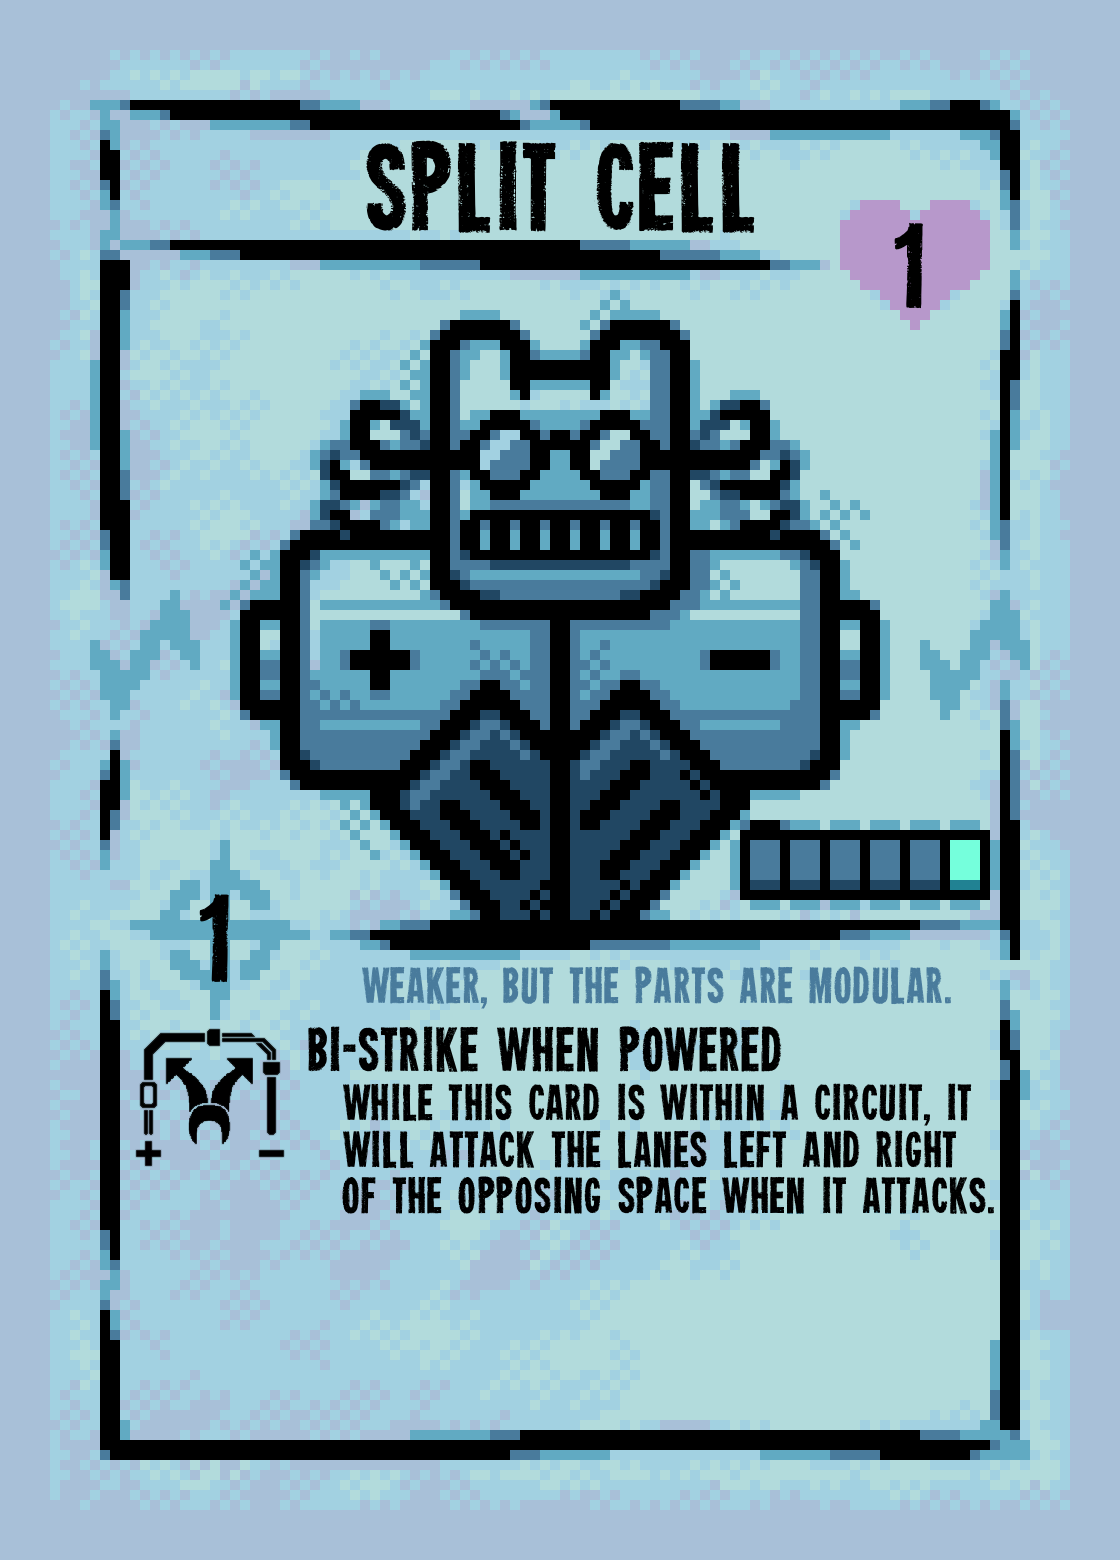 SPLIT CELL
1
+ −
1
WEAKER, BUT THE PARTS ARE MODULAR.
BI-STRIKE WHEN POWERED
WHILE THIS CARD IS WITHIN A CIRCUIT, IT
WILL ATTACK THE LANES LEFT AND RIGHT
OF THE OPPOSING SPACE WHEN IT ATTACKS.
+ −